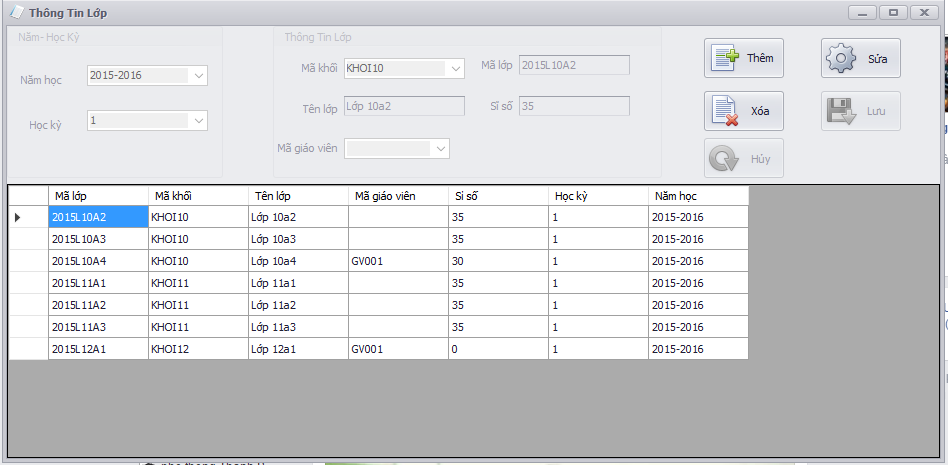 Thông Tin Lớp
Năm- Học Kỳ
Năm học 2015-2016
Học kỳ 1
Thông Tin Lớp
Mã khối KHOI10 Mã lớp 2015L10A2
Tên lớp Lớp 10a2 Sĩ số 35
Mã giáo viên
Thêm Sửa
Xóa Lưu
Hủy
Mã lớp Mã khối Tên lớp Mã giáo viên Si số Học kỳ Năm học
2015L10A2 KHOI10 Lớp 10a2 35 1 2015-2016
2015L10A3 KHOI10 Lớp 10a3 35 1 2015-2016
2015L10A4 KHOI10 Lớp 10a4 GV001 30 1 2015-2016
2015L11A1 KHOI11 Lớp 11a1 35 1 2015-2016
2015L11A2 KHOI11 Lớp 11a2 35 1 2015-2016
2015L11A3 KHOI11 Lớp 11a3 35 1 2015-2016
2015L12A1 KHOI12 Lớp 12a1 GV001 0 1 2015-2016